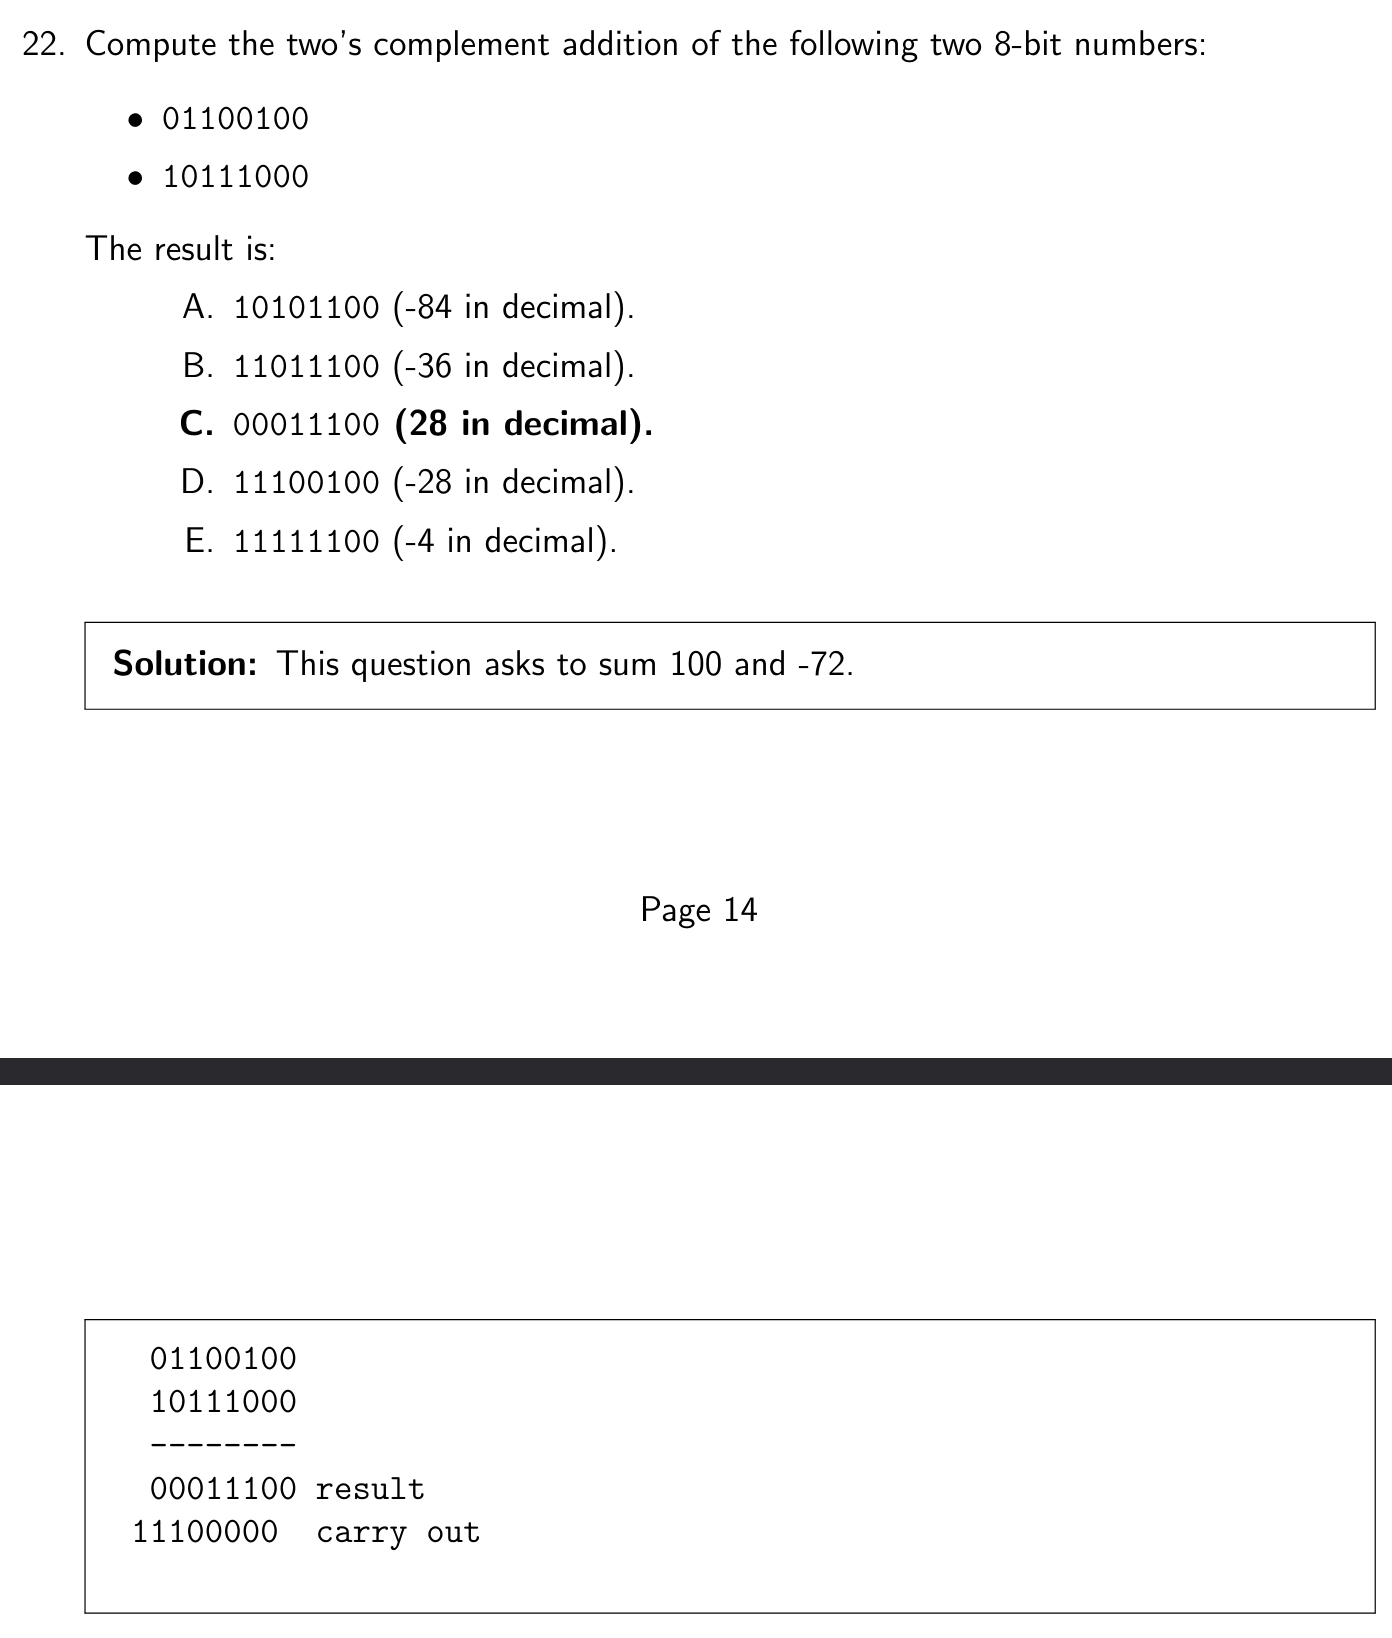 22. Compute the two's complement addition of the following two 8-bit numbers:
• 01100100
• 10111000
The result is:
A. 10101100 (-84 in decimal).
B. 11011100 (-36 in decimal).
C. 00011100 (28 in decimal).
D. 11100100 (-28 in decimal).
E. 11111100 (-4 in decimal).
Solution: This question asks to sum 100 and -72.
Page 14
01100100
10111000
--------
00011100 result
11100000  carry out